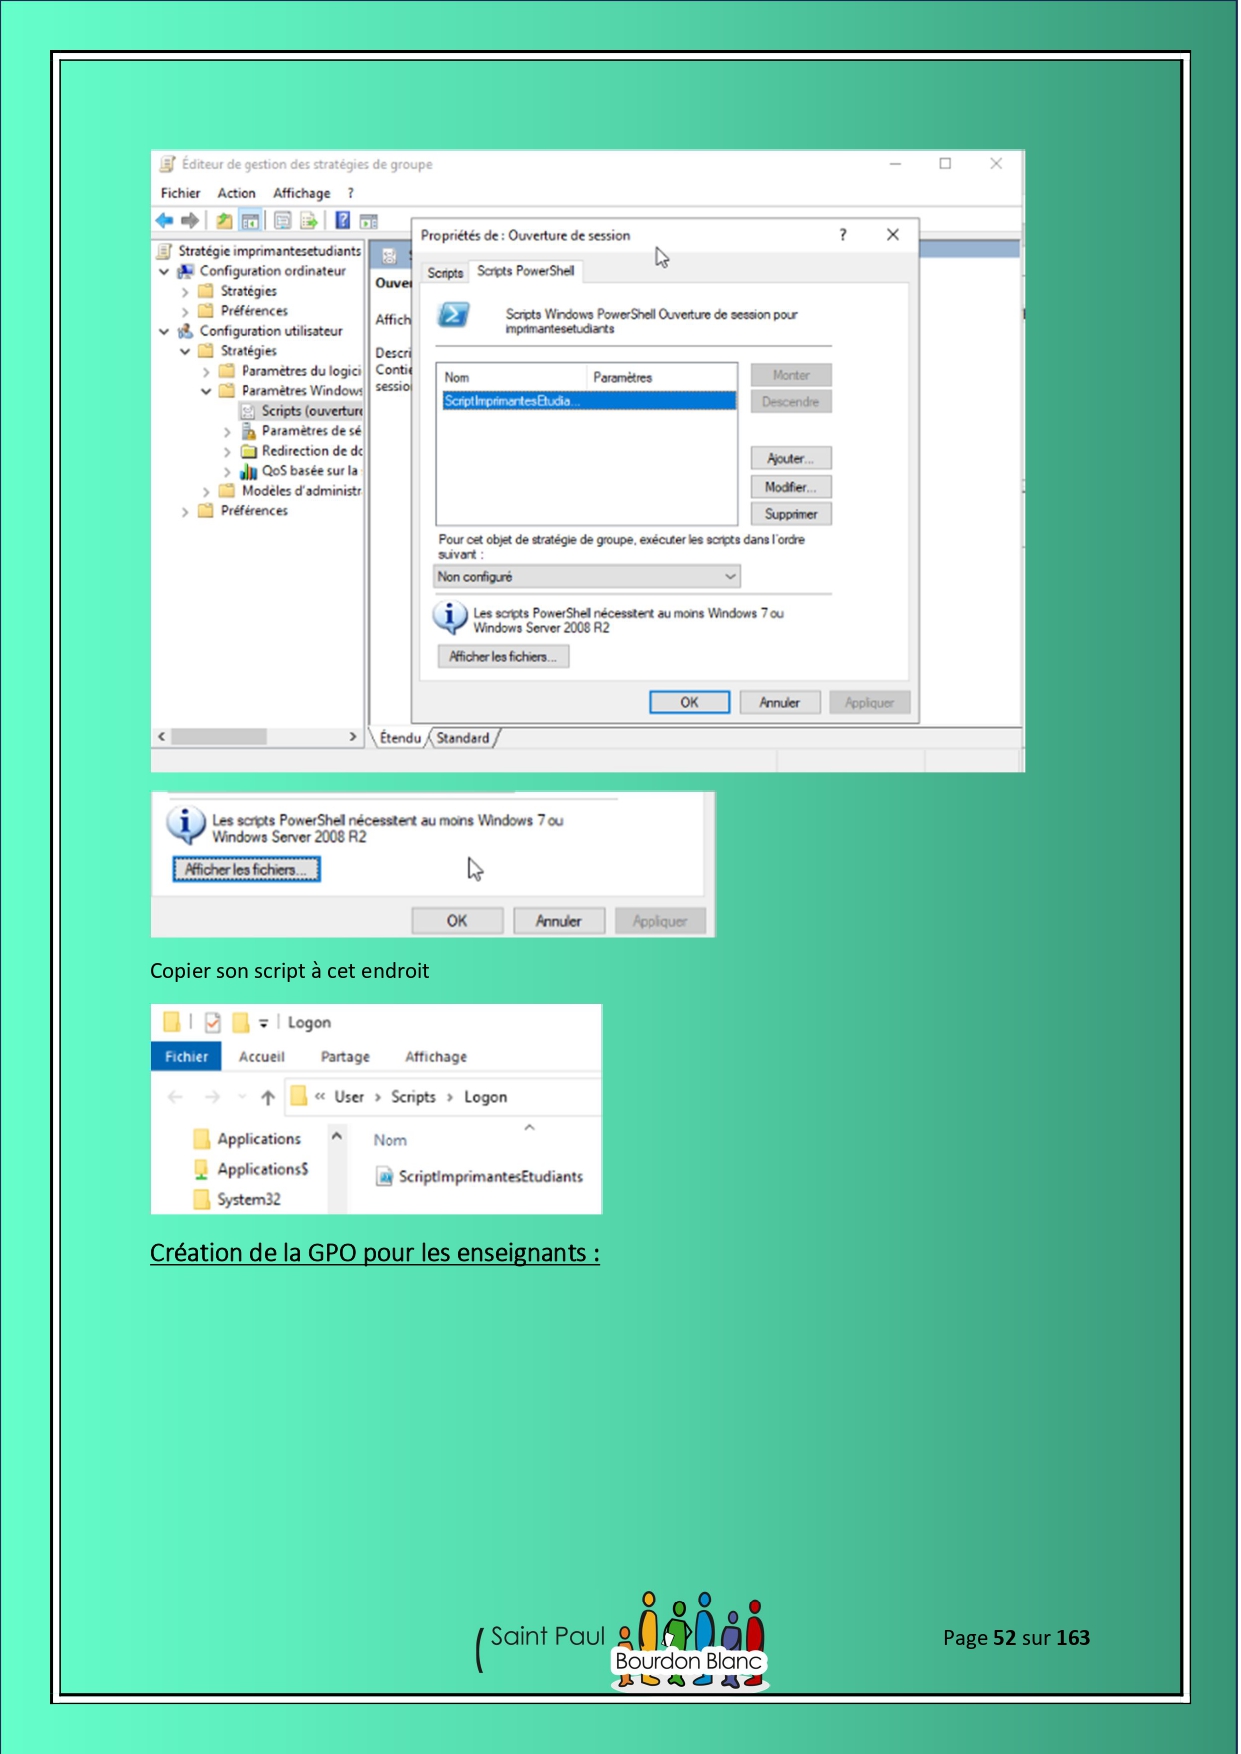 Éditeur de gestion des stratégies de groupe
Fichier Action Affichage ?
Stratégie imprimantesetudiants
Configuration ordinateur
Stratégies
Préférences
Configuration utilisateur
Stratégies
Paramètres du logici
Paramètres Windows
Scripts (ouverture
Paramètres de sé
Redirection de dc
QoS basée sur la
Modèles d'administr
Préférences
Ouver
Affich
Descri
Contie
sessio
Propriétés de : Ouverture de session ?
Scripts Scripts PowerShell
Scripts Windows PowerShell Ouverture de session pour
imprimantesetudiants
Nom Paramètres
ScriptImprimantesEtudia...
Monter
Descendre
Ajouter...
Modifier...
Supprimer
Pour cet objet de stratégie de groupe, exécuter les scripts dans l'ordre
suivant :
Non configuré
Les scripts PowerShell nécessitent au moins Windows 7 ou
Windows Server 2008 R2
Afficher les fichiers...
OK Annuler Appliquer
Étendu Standard
Les scripts PowerShell nécessitent au moins Windows 7 ou
Windows Server 2008 R2
Afficher les fichiers...
OK Annuler Appliquer
Copier son script à cet endroit
Logon
Fichier Accueil Partage Affichage
« User > Scripts > Logon
Applications
Applications$
System32
Nom
ScriptImprimantesEtudiants
Création de la GPO pour les enseignants :
Saint Paul
Bourdon Blanc
Page 52 sur 163